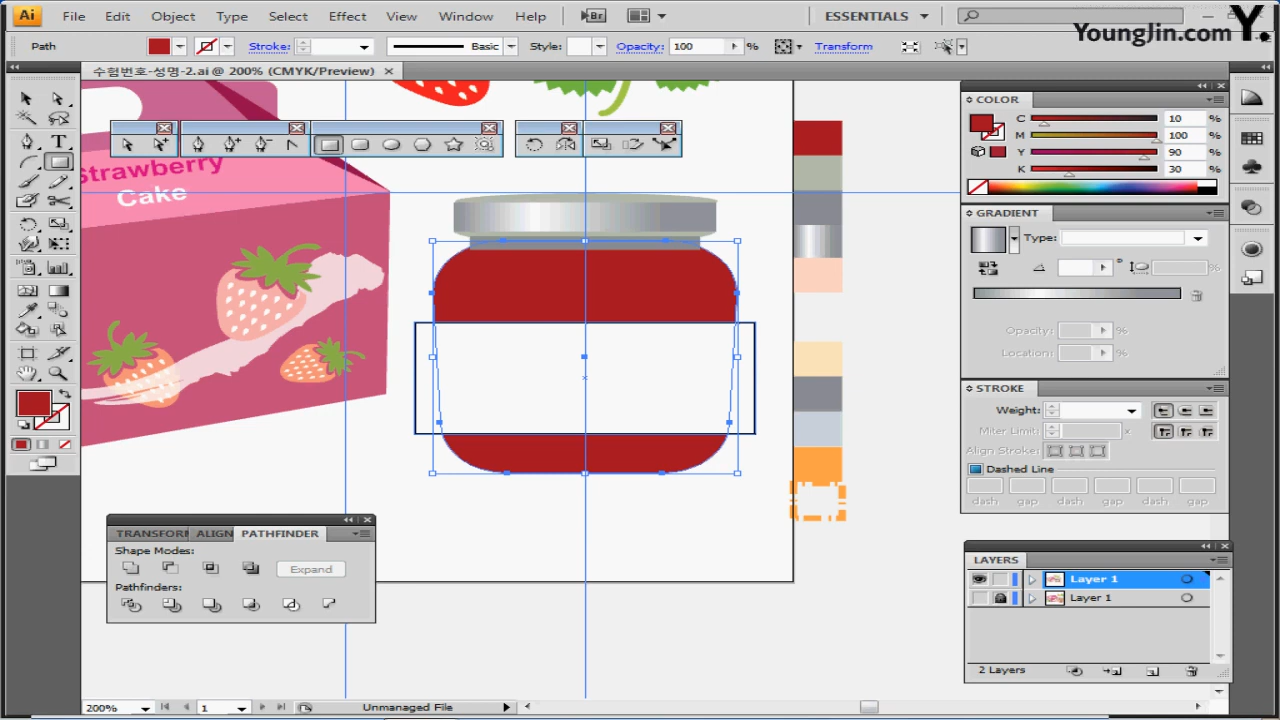 Ai File Edit Object Type Select Effect View Window Help Br ESSENTIALS
YoungJin.com Y.
Path Stroke: Basic Style: Opacity: 100 % Transform
수험번호-성명-2.ai @ 200% (CMYK/Preview)
COLOR
C 10 %
M 100 %
Y 90 %
K 30 %
Strawberry
Cake
GRADIENT
Type:
°
%
Opacity: %
Location: %
STROKE
Weight:
Miter Limit: x
Align Stroke:
Dashed Line
dash gap dash gap dash gap
TRANSFORM ALIGN PATHFINDER
Shape Modes:
Expand
Pathfinders:
LAYERS
Layer 1
Layer 1
2 Layers
200% 1 Unmanaged File